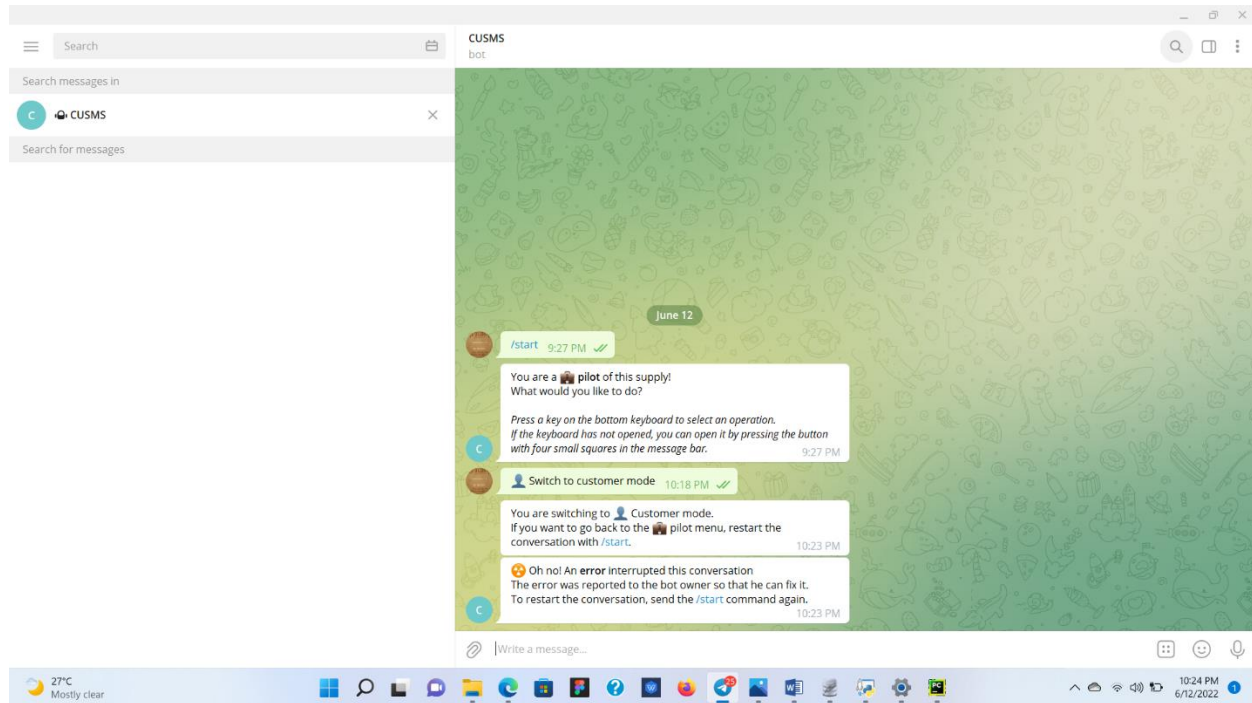 Search
CUSMS
bot
Search messages in
C CUSMS
Search for messages
June 12
/start 9:27 PM
You are a pilot of this supply!
What would you like to do?
Press a key on the bottom keyboard to select an operation.
If the keyboard has not opened, you can open it by pressing the button
with four small squares in the message bar. 9:27 PM
C
Switch to customer mode 10:18 PM
You are switching to Customer mode.
If you want to go back to the pilot menu, restart the
conversation with /start. 10:23 PM
Oh no! An error interrupted this conversation
The error was reported to the bot owner so that he can fix it.
To restart the conversation, send the /start command again.
10:23 PM
C
Write a message...
27°C
Mostly clear
25
PC
10:24 PM
6/12/2022
1